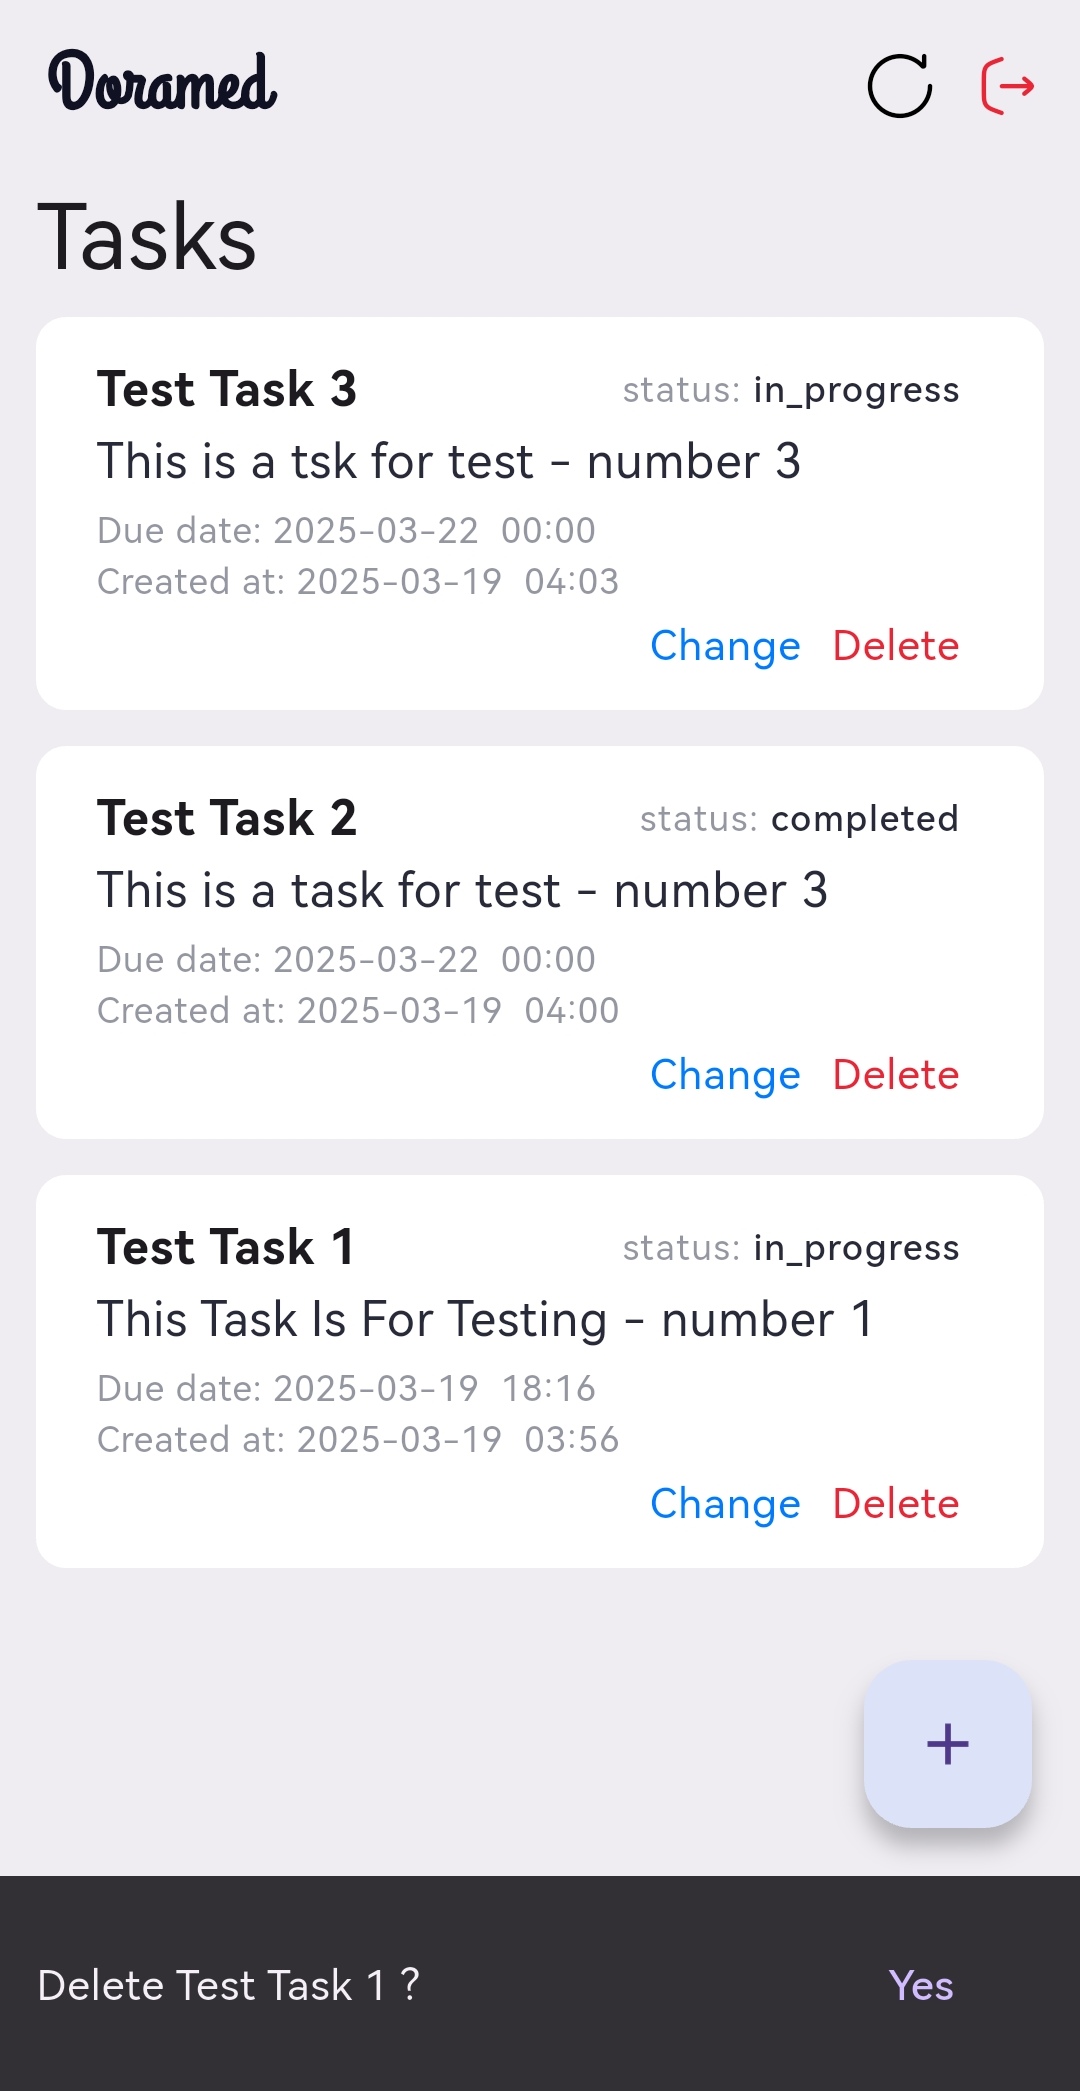 Doramed
Tasks
Test Task 3 status: in_progress
This is a tsk for test - number 3
Due date: 2025-03-22 00:00
Created at: 2025-03-19 04:03
Change Delete
Test Task 2 status: completed
This is a task for test - number 3
Due date: 2025-03-22 00:00
Created at: 2025-03-19 04:00
Change Delete
Test Task 1 status: in_progress
This Task Is For Testing - number 1
Due date: 2025-03-19 18:16
Created at: 2025-03-19 03:56
Change Delete
+
Delete Test Task 1 ? Yes